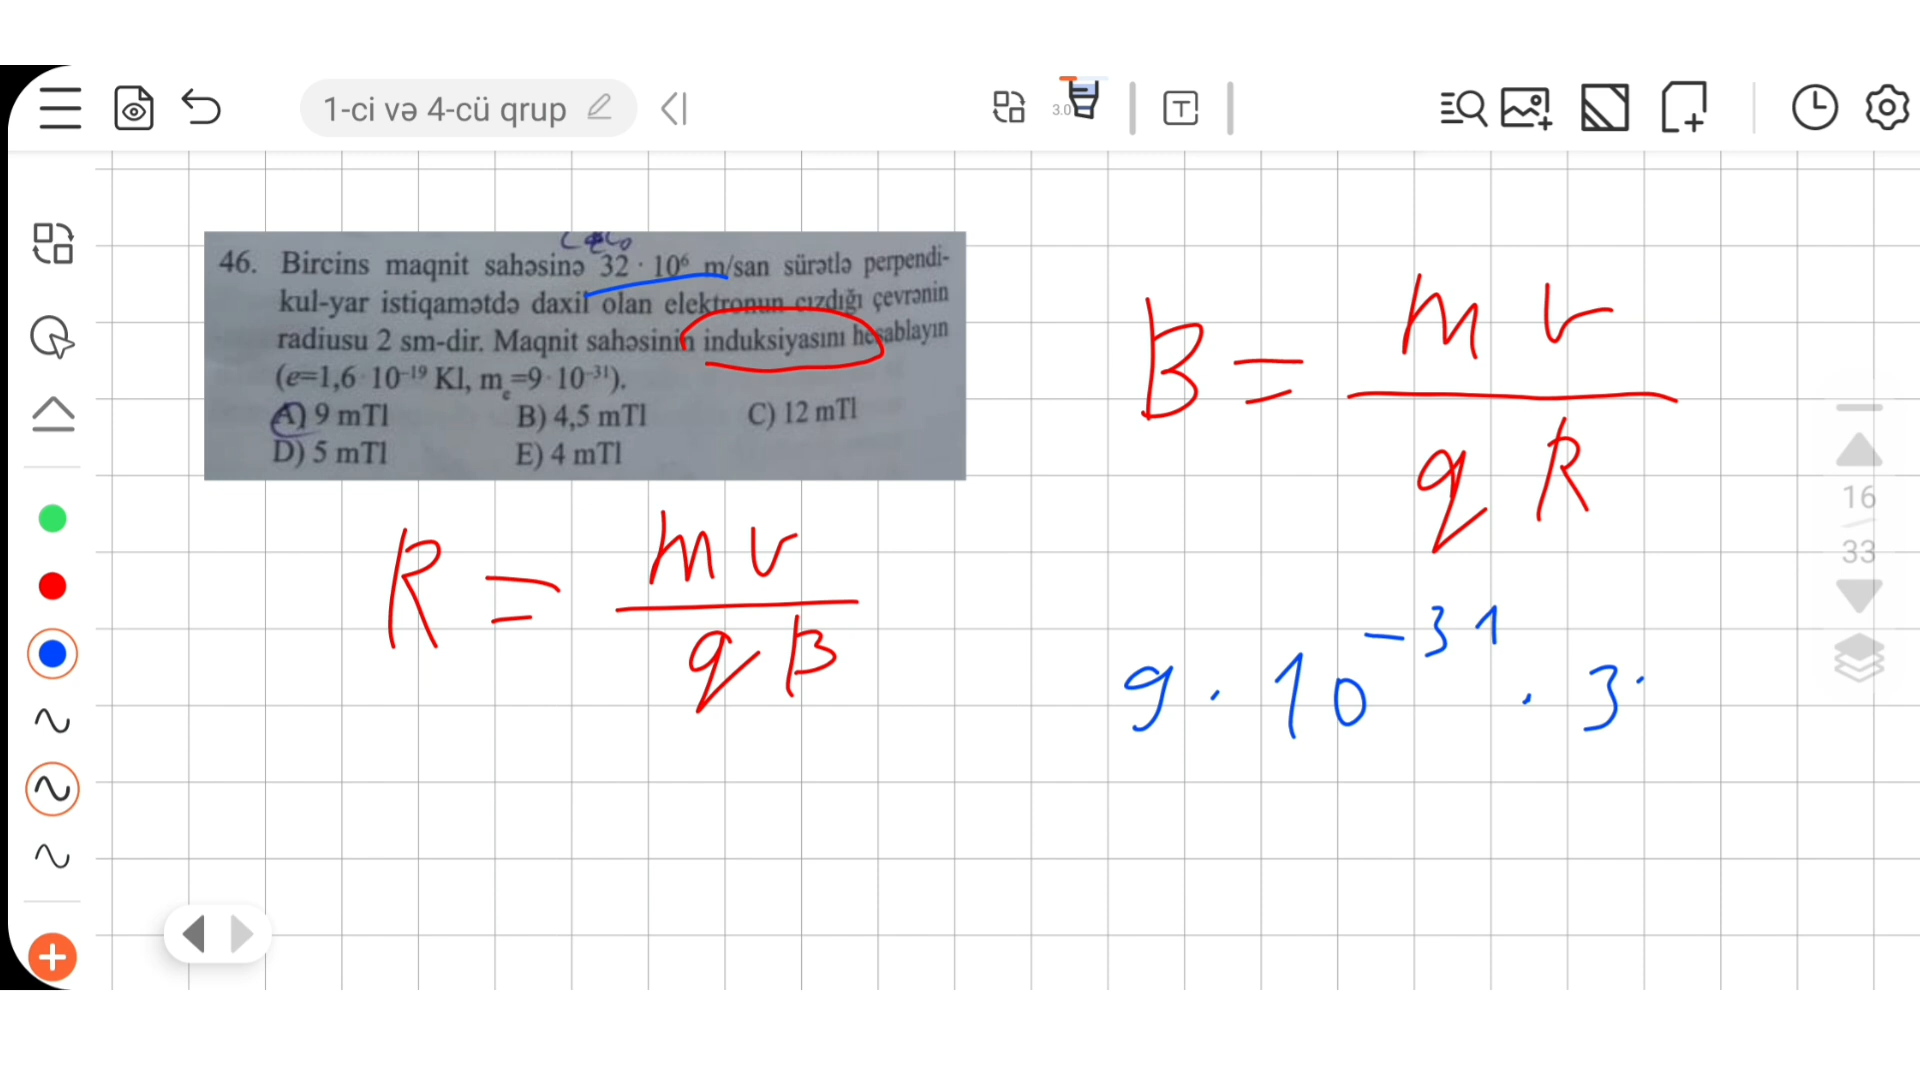 1-ci və 4-cü qrup
3.0
T
46. Bircins maqnit sahəsinə 32 · 10⁶ m/san sürətlə perpendi-
kul-yar istiqamətdə daxil olan elektronun cızdığı çevrənin
radiusu 2 sm-dir. Maqnit sahəsinin induksiyasını hesablayın
(e=1,6 · 10⁻¹⁹ Kl, mₑ=9 · 10⁻³¹).
A) 9 mTl B) 4,5 mTl C) 12 mTl
D) 5 mTl E) 4 mTl
B = mv / qR
R = mv / qB
9 · 10⁻³¹ · 3
16
33